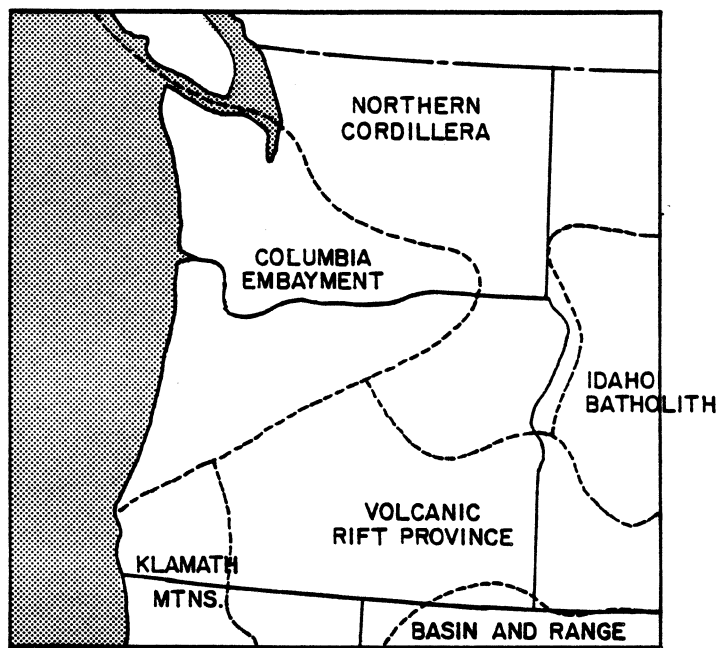 NORTHERN
CORDILLERA
COLUMBIA
EMBAYMENT
IDAHO
BATHOLITH
VOLCANIC
RIFT PROVINCE
KLAMATH
MTNS.
BASIN AND RANGE